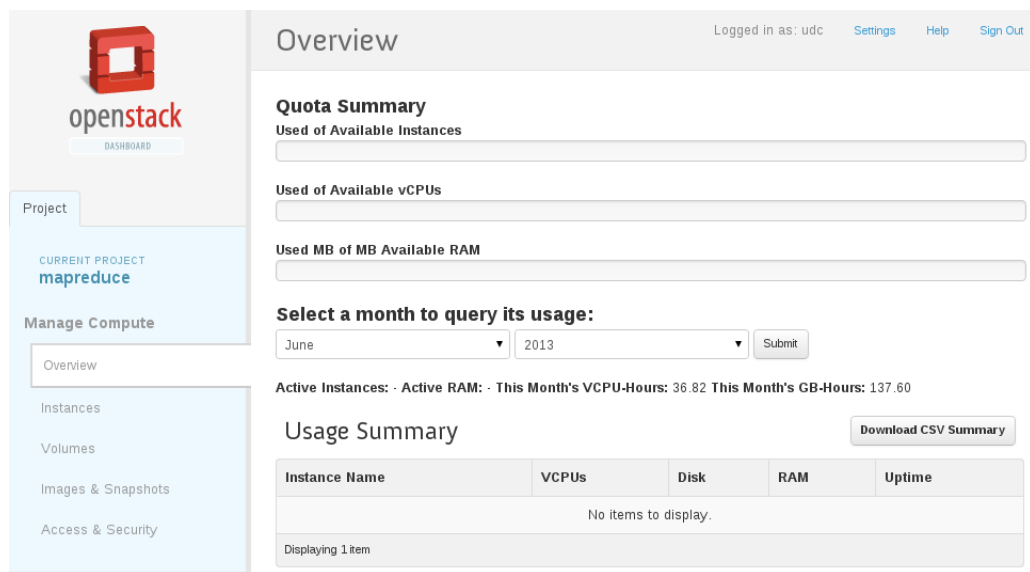 openstack
DASHBOARD
Project
CURRENT PROJECT
mapreduce
Manage Compute
Overview
Instances
Volumes
Images & Snapshots
Access & Security
Overview
Logged in as: udc Settings Help Sign Out
Quota Summary
Used of Available Instances
Used of Available vCPUs
Used MB of MB Available RAM
Select a month to query its usage:
June 2013 Submit
Active Instances: - Active RAM: - This Month's VCPU-Hours: 36.82 This Month's GB-Hours: 137.60
Usage Summary Download CSV Summary
Instance Name VCPUs Disk RAM Uptime
No items to display.
Displaying 1 item